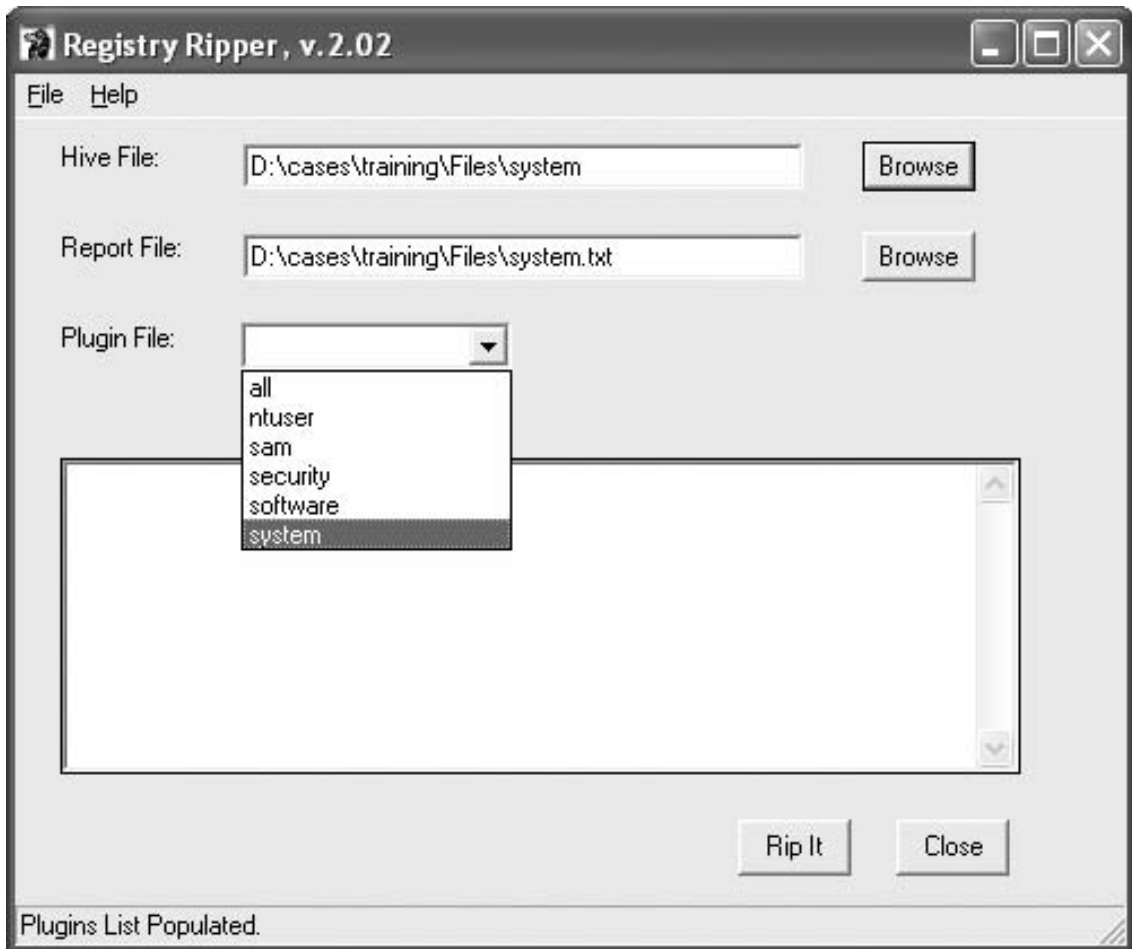 Registry Ripper, v.2.02
File Help
Hive File: D:\cases\training\Files\system Browse
Report File: D:\cases\training\Files\system.txt Browse
Plugin File:
all
ntuser
sam
security
software
system
Rip It Close
Plugins List Populated.